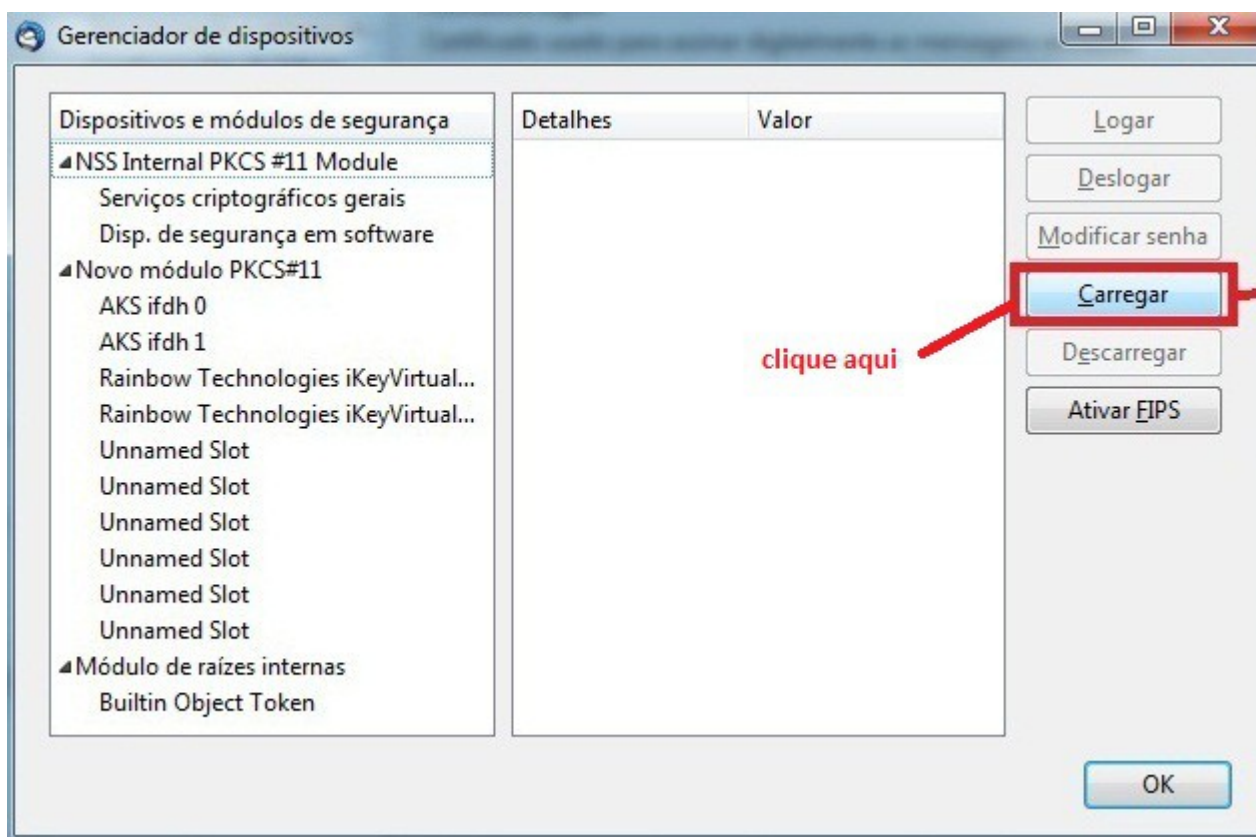 Gerenciador de dispositivos
Dispositivos e módulos de segurança
Detalhes
Valor
NSS Internal PKCS #11 Module
Serviços criptográficos gerais
Disp. de segurança em software
Novo módulo PKCS#11
AKS ifdh 0
AKS ifdh 1
Rainbow Technologies iKeyVirtual...
Rainbow Technologies iKeyVirtual...
Unnamed Slot
Unnamed Slot
Unnamed Slot
Unnamed Slot
Unnamed Slot
Unnamed Slot
Módulo de raízes internas
Builtin Object Token
clique aqui
Logar
Deslogar
Modificar senha
Carregar
Descarregar
Ativar FIPS
OK